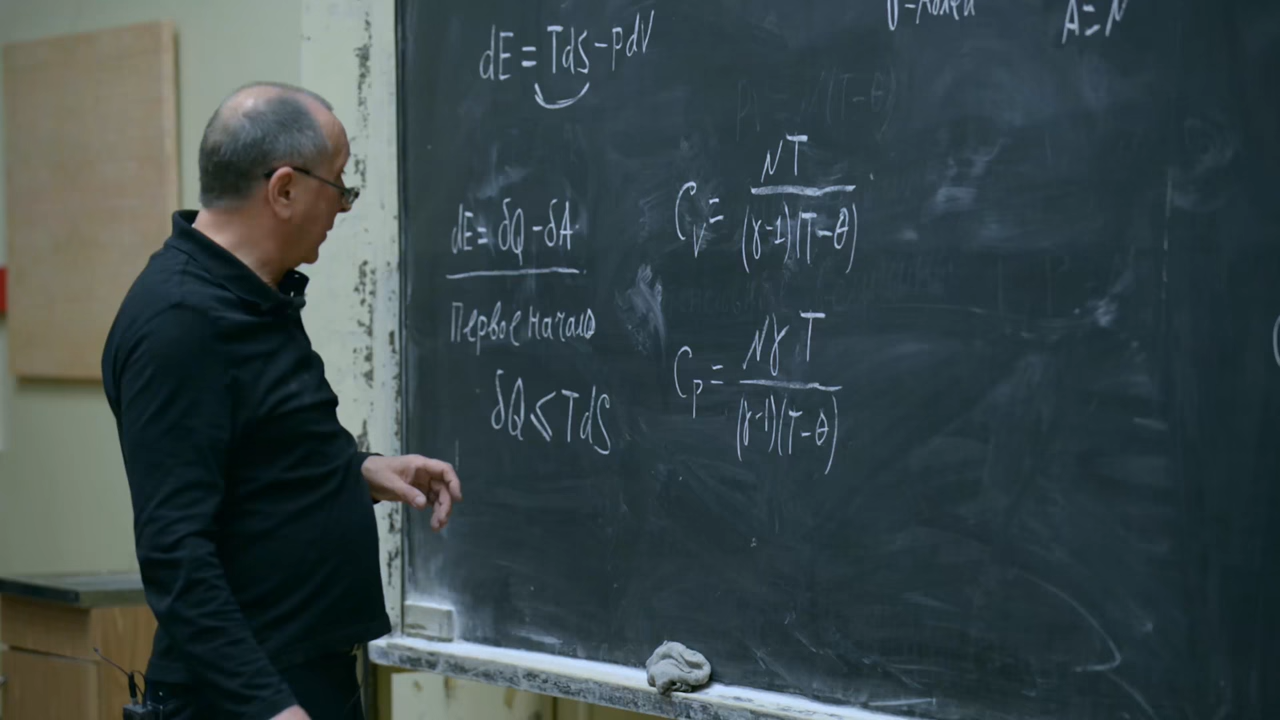 dE = TdS - pdV
A = N
dE = δQ - δA
Первое начало
δQ ⩽ TdS
C_V = NT / (γ-1)(T-θ)
C_P = NγT / (γ-1)(T-θ)